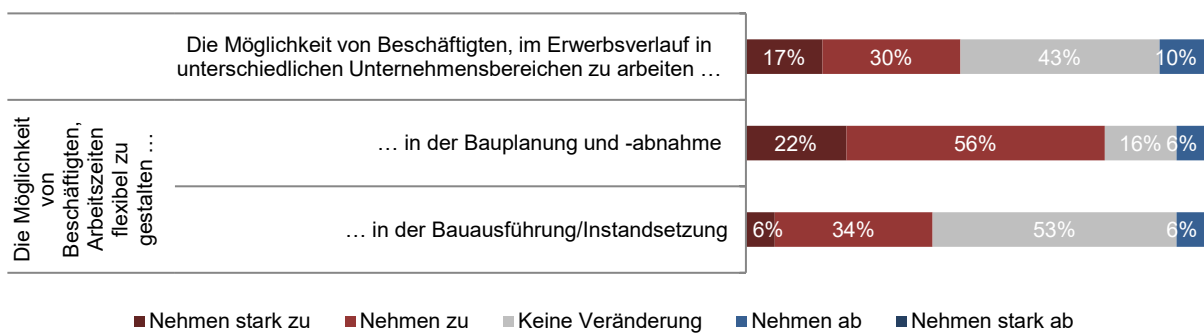 Die Möglichkeit von Beschäftigten, im Erwerbsverlauf in
unterschiedlichen Unternehmensbereichen zu arbeiten …
17% 30% 43% 10%
Die Möglichkeit
von
Beschäftigten,
Arbeitszeiten
flexibel zu
gestalten …
… in der Bauplanung und -abnahme
22% 56% 16% 6%
… in der Bauausführung/Instandsetzung
6% 34% 53% 6%
Nehmen stark zu Nehmen zu Keine Veränderung Nehmen ab Nehmen stark ab